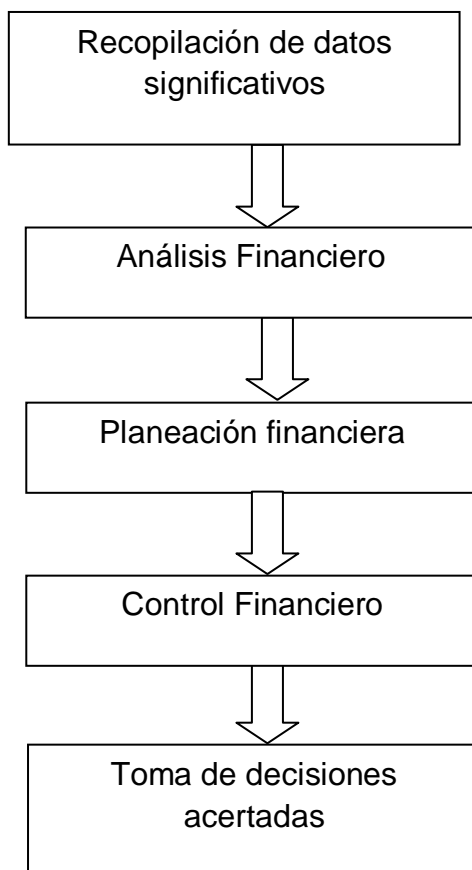 Recopilación de datos
significativos
Análisis Financiero
Planeación financiera
Control Financiero
Toma de decisiones
acertadas